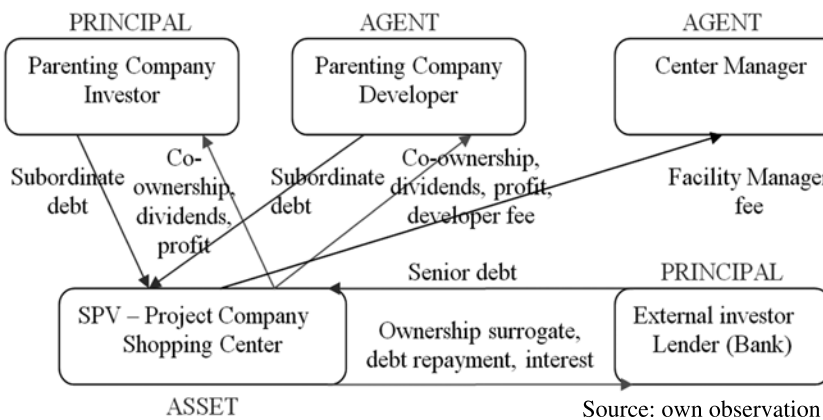 PRINCIPAL
AGENT
AGENT
Parenting Company
Investor
Parenting Company
Developer
Center Manager
Subordinate
debt
Co-
ownership,
dividends,
profit
Subordinate
debt
Co-ownership,
dividends, profit,
developer fee
Facility Manager
fee
Senior debt
PRINCIPAL
SPV – Project Company
Shopping Center
Ownership surrogate,
debt repayment, interest
External investor
Lender (Bank)
ASSET
Source: own observation